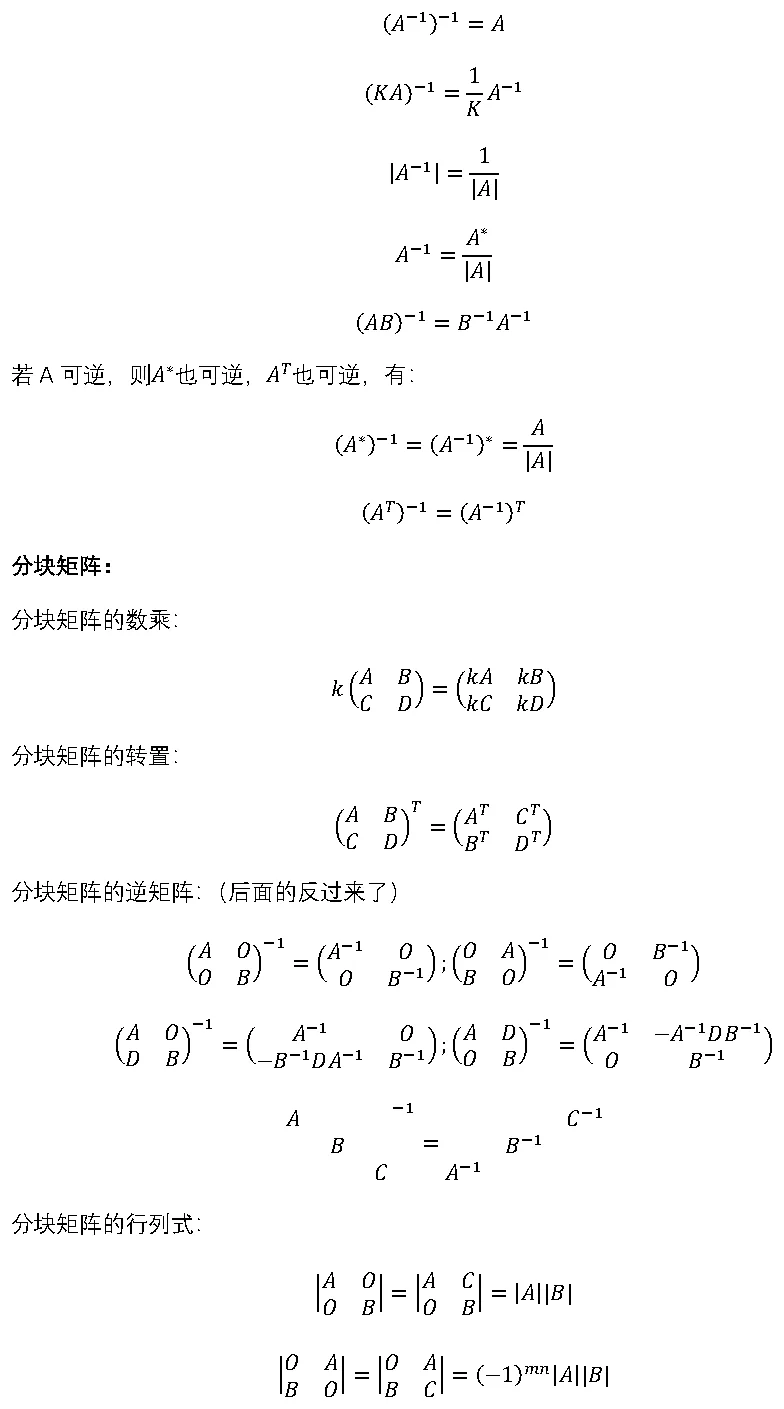 (A⁻¹)⁻¹ = A
(KA)⁻¹ = \frac{1}{K} A⁻¹
|A⁻¹| = \frac{1}{|A|}
A⁻¹ = \frac{A*}{|A|}
(AB)⁻¹ = B⁻¹A⁻¹
若 A 可逆，则A*也可逆，Aᵀ也可逆，有：
(A*)⁻¹ = (A⁻¹)* = \frac{A}{|A|}
(Aᵀ)⁻¹ = (A⁻¹)ᵀ
分块矩阵：
分块矩阵的数乘：
k \begin{pmatrix} A & B \\ C & D \end{pmatrix} = \begin{pmatrix} kA & kB \\ kC & kD \end{pmatrix}
分块矩阵的转置：
\begin{pmatrix} A & B \\ C & D \end{pmatrix}^T = \begin{pmatrix} A^T & C^T \\ B^T & D^T \end{pmatrix}
分块矩阵的逆矩阵：（后面的反过来了）
\begin{pmatrix} A & O \\ O & B \end{pmatrix}^{-1} = \begin{pmatrix} A^{-1} & O \\ O & B^{-1} \end{pmatrix} ; \begin{pmatrix} O & A \\ B & O \end{pmatrix}^{-1} = \begin{pmatrix} O & B^{-1} \\ A^{-1} & O \end{pmatrix}
\begin{pmatrix} A & O \\ D & B \end{pmatrix}^{-1} = \begin{pmatrix} A^{-1} & O \\ -B^{-1}DA^{-1} & B^{-1} \end{pmatrix} ; \begin{pmatrix} A & D \\ O & B \end{pmatrix}^{-1} = \begin{pmatrix} A^{-1} & -A^{-1}DB^{-1} \\ O & B^{-1} \end{pmatrix}
A ⁻¹ C⁻¹
B = B⁻¹
C A⁻¹
分块矩阵的行列式：
\begin{vmatrix} A & O \\ O & B \end{vmatrix} = \begin{vmatrix} A & C \\ O & B \end{vmatrix} = |A||B|
\begin{vmatrix} O & A \\ B & O \end{vmatrix} = \begin{vmatrix} O & A \\ B & C \end{vmatrix} = (-1)^{mn}|A||B|